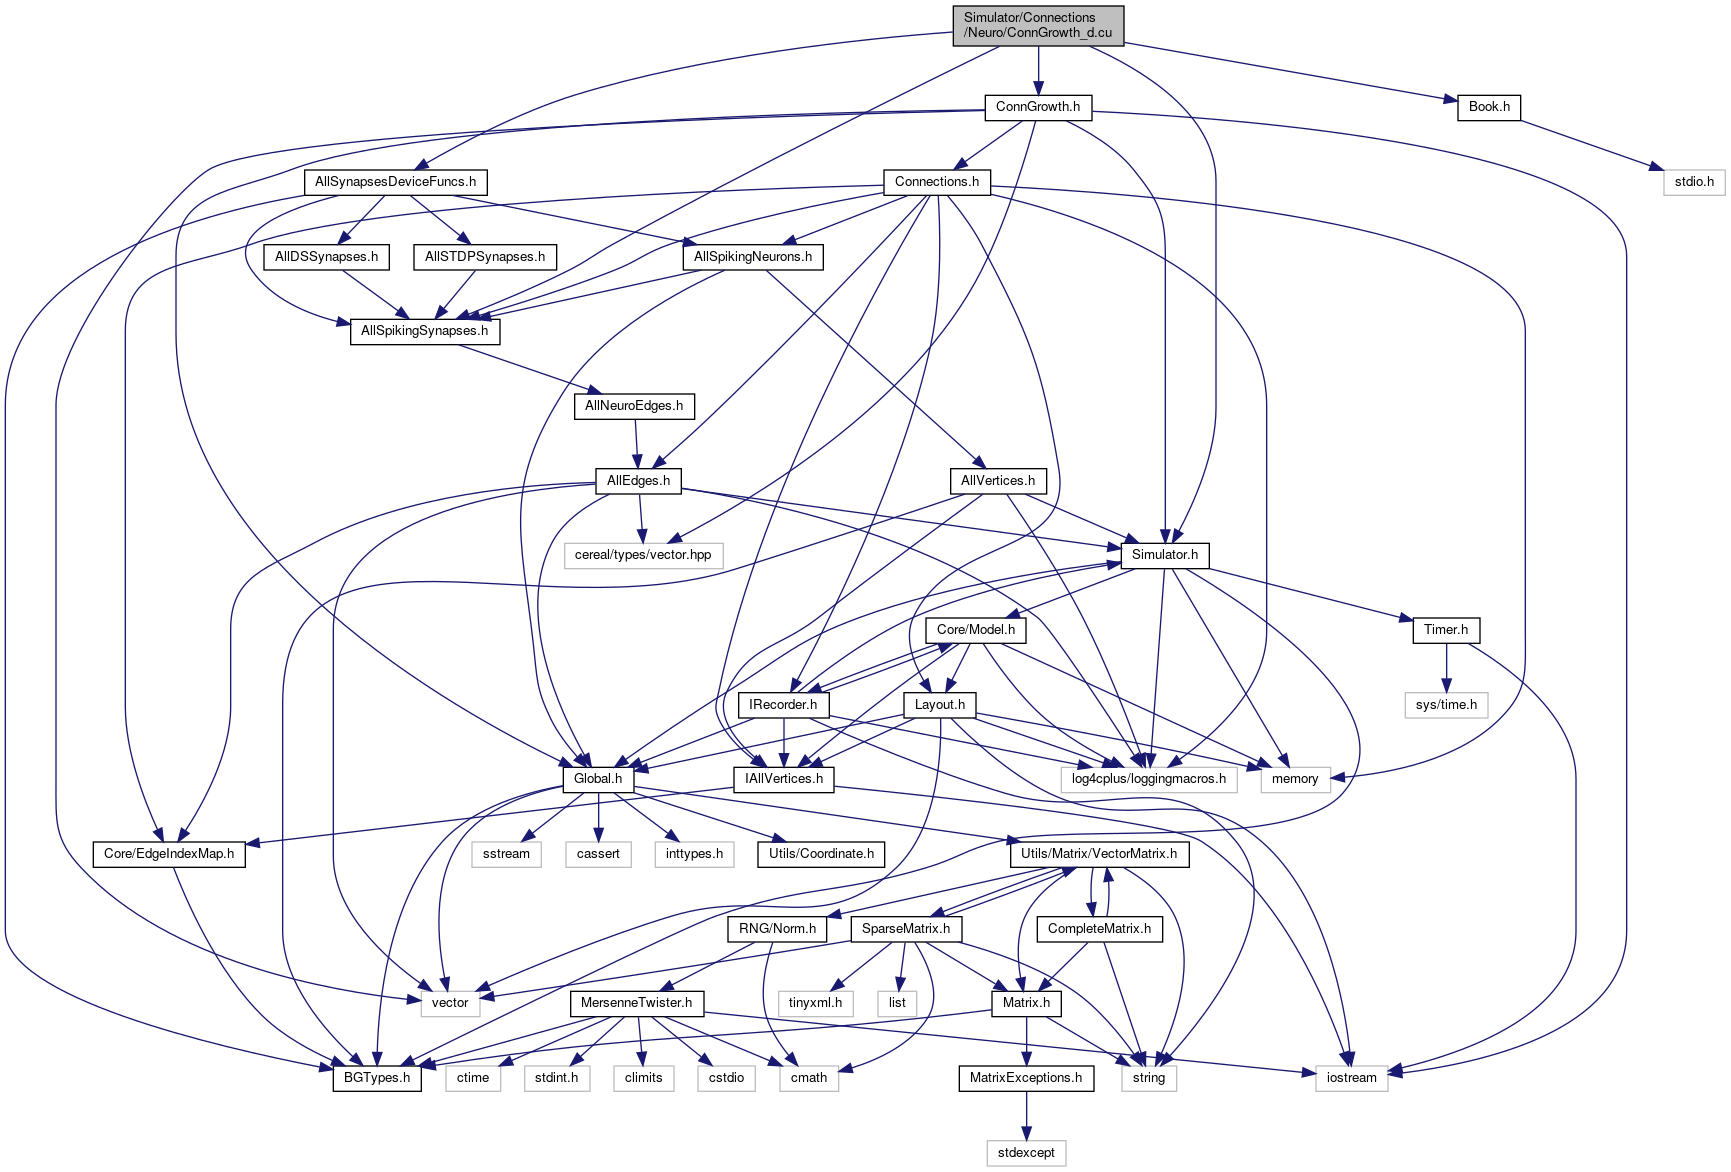 Simulator/Connections
/Neuro/ConnGrowth_d.cu
ConnGrowth.h
Book.h
AllSynapsesDeviceFuncs.h
Connections.h
stdio.h
AllDSSynapses.h
AllSTDPSynapses.h
AllSpikingNeurons.h
AllSpikingSynapses.h
AllNeuroEdges.h
AllEdges.h
AllVertices.h
cereal/types/vector.hpp
Simulator.h
Core/Model.h
Timer.h
IRecorder.h
Layout.h
sys/time.h
Global.h
IAllVertices.h
log4cplus/loggingmacros.h
memory
Core/EdgeIndexMap.h
sstream
cassert
inttypes.h
Utils/Coordinate.h
Utils/Matrix/VectorMatrix.h
RNG/Norm.h
SparseMatrix.h
CompleteMatrix.h
vector
MersenneTwister.h
tinyxml.h
list
Matrix.h
BGTypes.h
ctime
stdint.h
climits
cstdio
cmath
MatrixExceptions.h
string
iostream
stdexcept